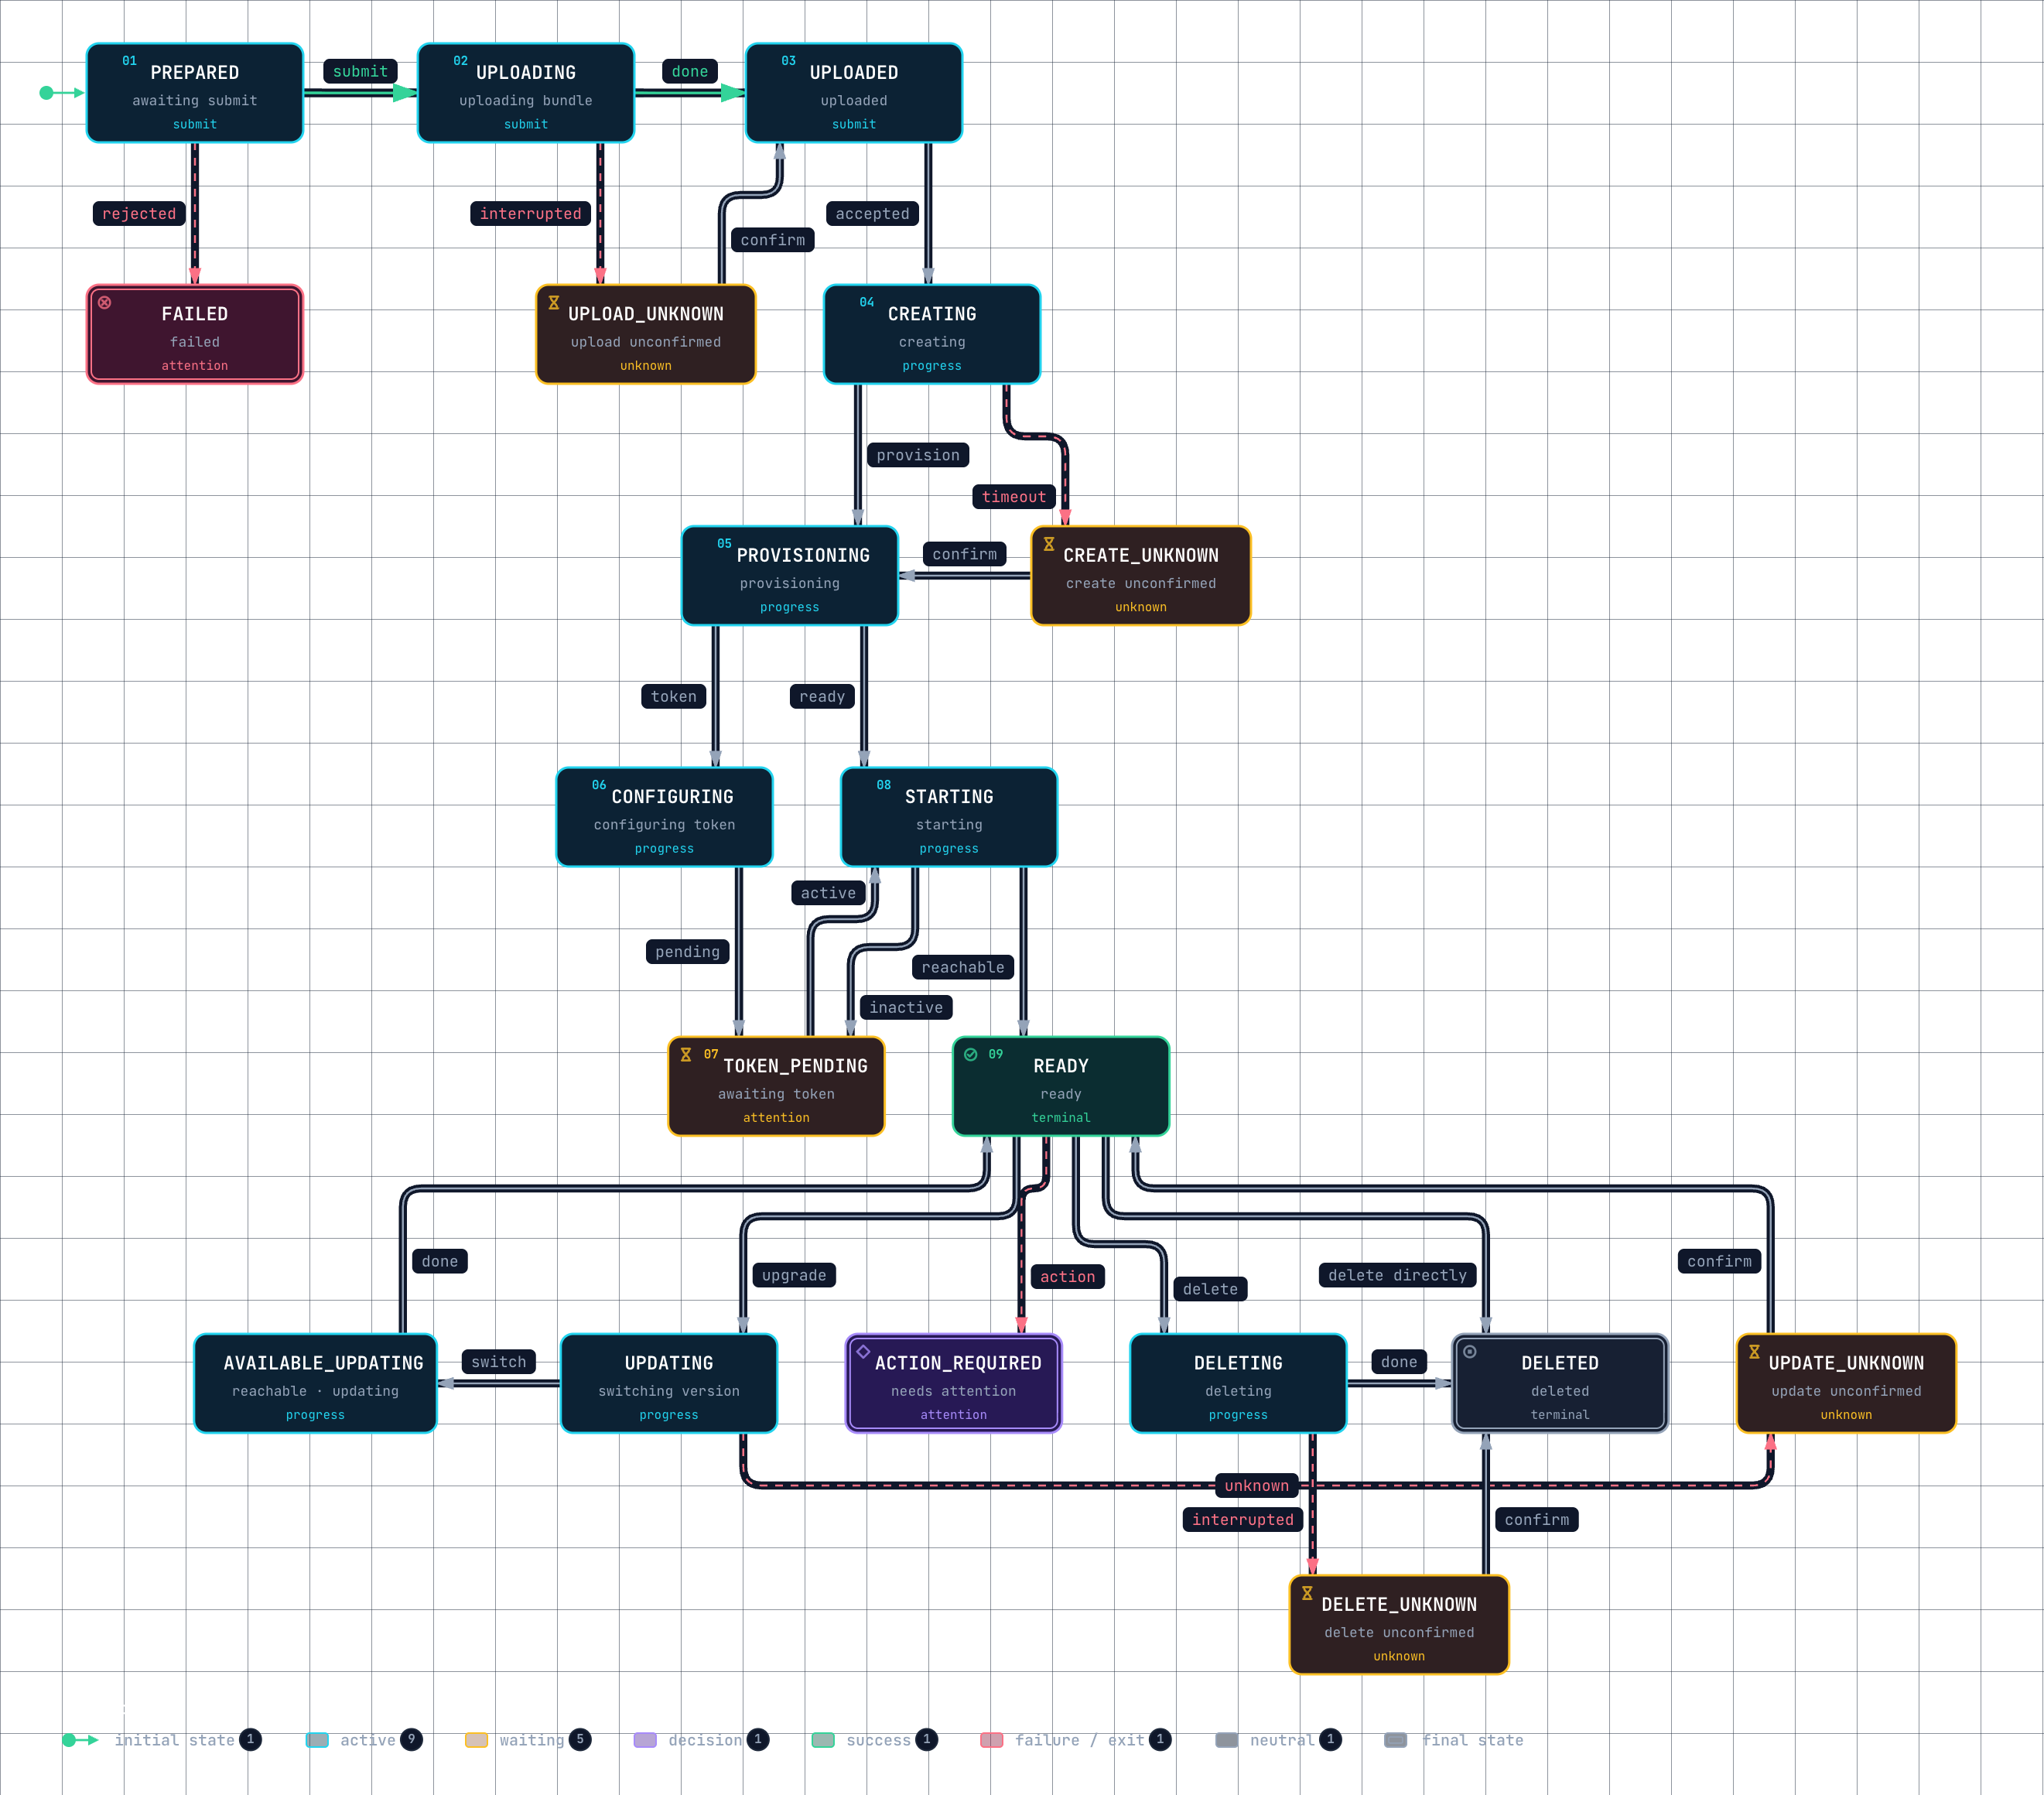 01 PREPARED
awaiting submit
submit
submit
02 UPLOADING
uploading bundle
submit
done
03 UPLOADED
uploaded
submit
rejected
interrupted
confirm
accepted
FAILED
failed
attention
UPLOAD_UNKNOWN
upload unconfirmed
unknown
04 CREATING
creating
progress
provision
timeout
05 PROVISIONING
provisioning
progress
confirm
CREATE_UNKNOWN
create unconfirmed
unknown
token
ready
06 CONFIGURING
configuring token
progress
08 STARTING
starting
progress
active
pending
reachable
inactive
07 TOKEN_PENDING
awaiting token
attention
09 READY
ready
terminal
done
upgrade
action
delete
delete directly
confirm
AVAILABLE_UPDATING
reachable · updating
progress
switch
UPDATING
switching version
progress
ACTION_REQUIRED
needs attention
attention
DELETING
deleting
progress
done
DELETED
deleted
terminal
UPDATE_UNKNOWN
update unconfirmed
unknown
unknown
interrupted
confirm
DELETE_UNKNOWN
delete unconfirmed
unknown
initial state 1 active 9 waiting 5 decision 1 success 1 failure / exit 1 neutral 1 final state